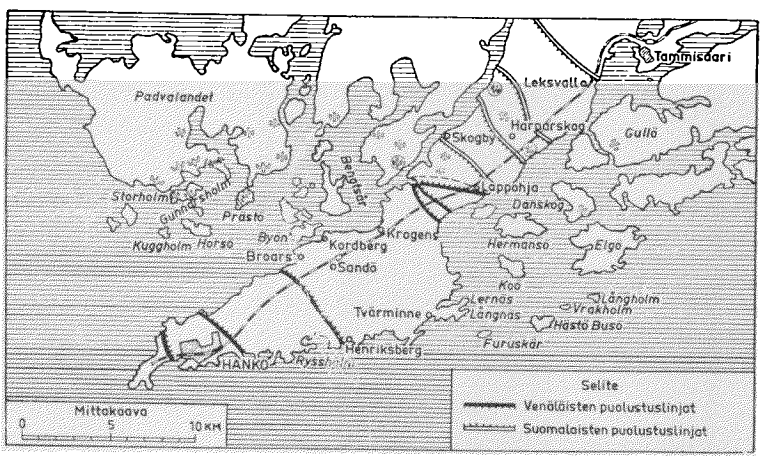 Tammisaari
Leksvall
Padvalandet
Harparskog
Skogby
Gullö
Bengtsår
Storholm
Gunnarsholm
Lappohja
Danskog
Prästö
Kuggholm
Horsö
Byön
Krogen
Hermansö
Elgö
Kordberg
Broars
Sandö
Koö
Lernäs
Långholm
Vrakholm
Tvärminne
Långnäs
Hästö Busö
Furuskär
Henriksberg
HANKO
Selite
Venäläisten puolustuslinjat
Suomalaisten puolustuslinjat
Mittakaava
0 5 10 KM